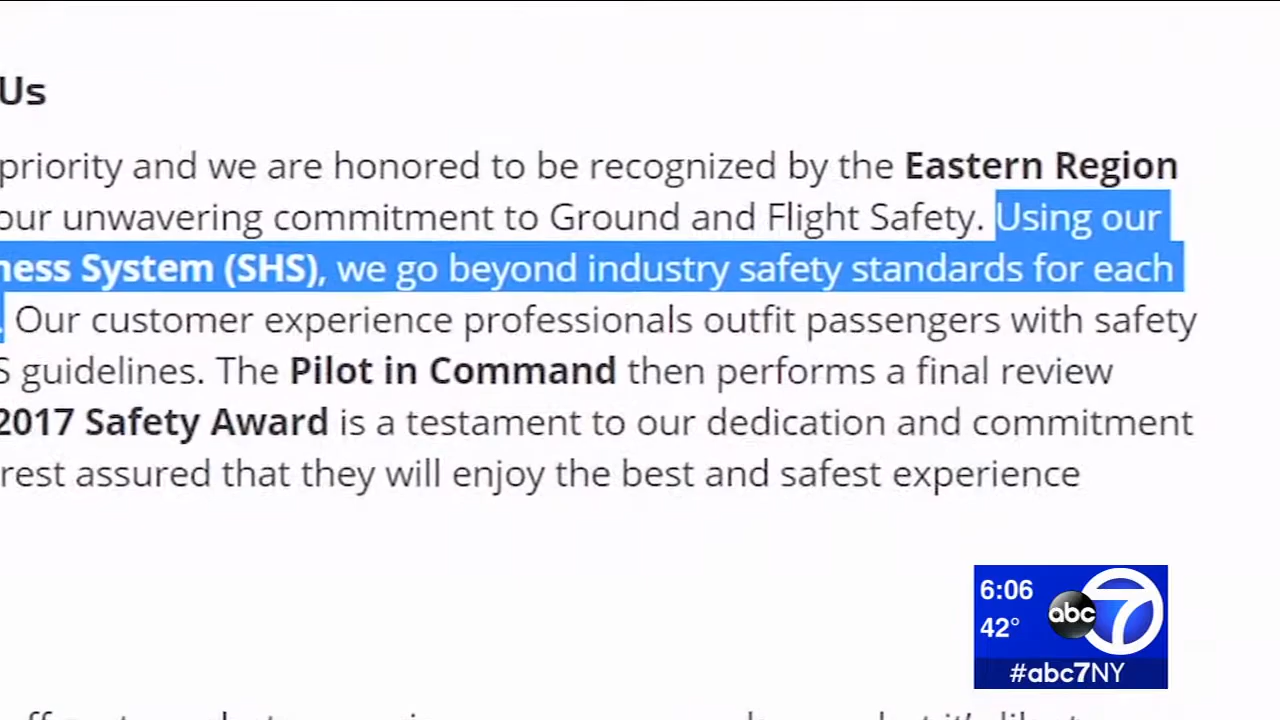 Us
priority and we are honored to be recognized by the Eastern Region
our unwavering commitment to Ground and Flight Safety. Using our
ness System (SHS), we go beyond industry safety standards for each
. Our customer experience professionals outfit passengers with safety
S guidelines. The Pilot in Command then performs a final review
2017 Safety Award is a testament to our dedication and commitment
rest assured that they will enjoy the best and safest experience
6:06
42°
abc 7
#abc7NY